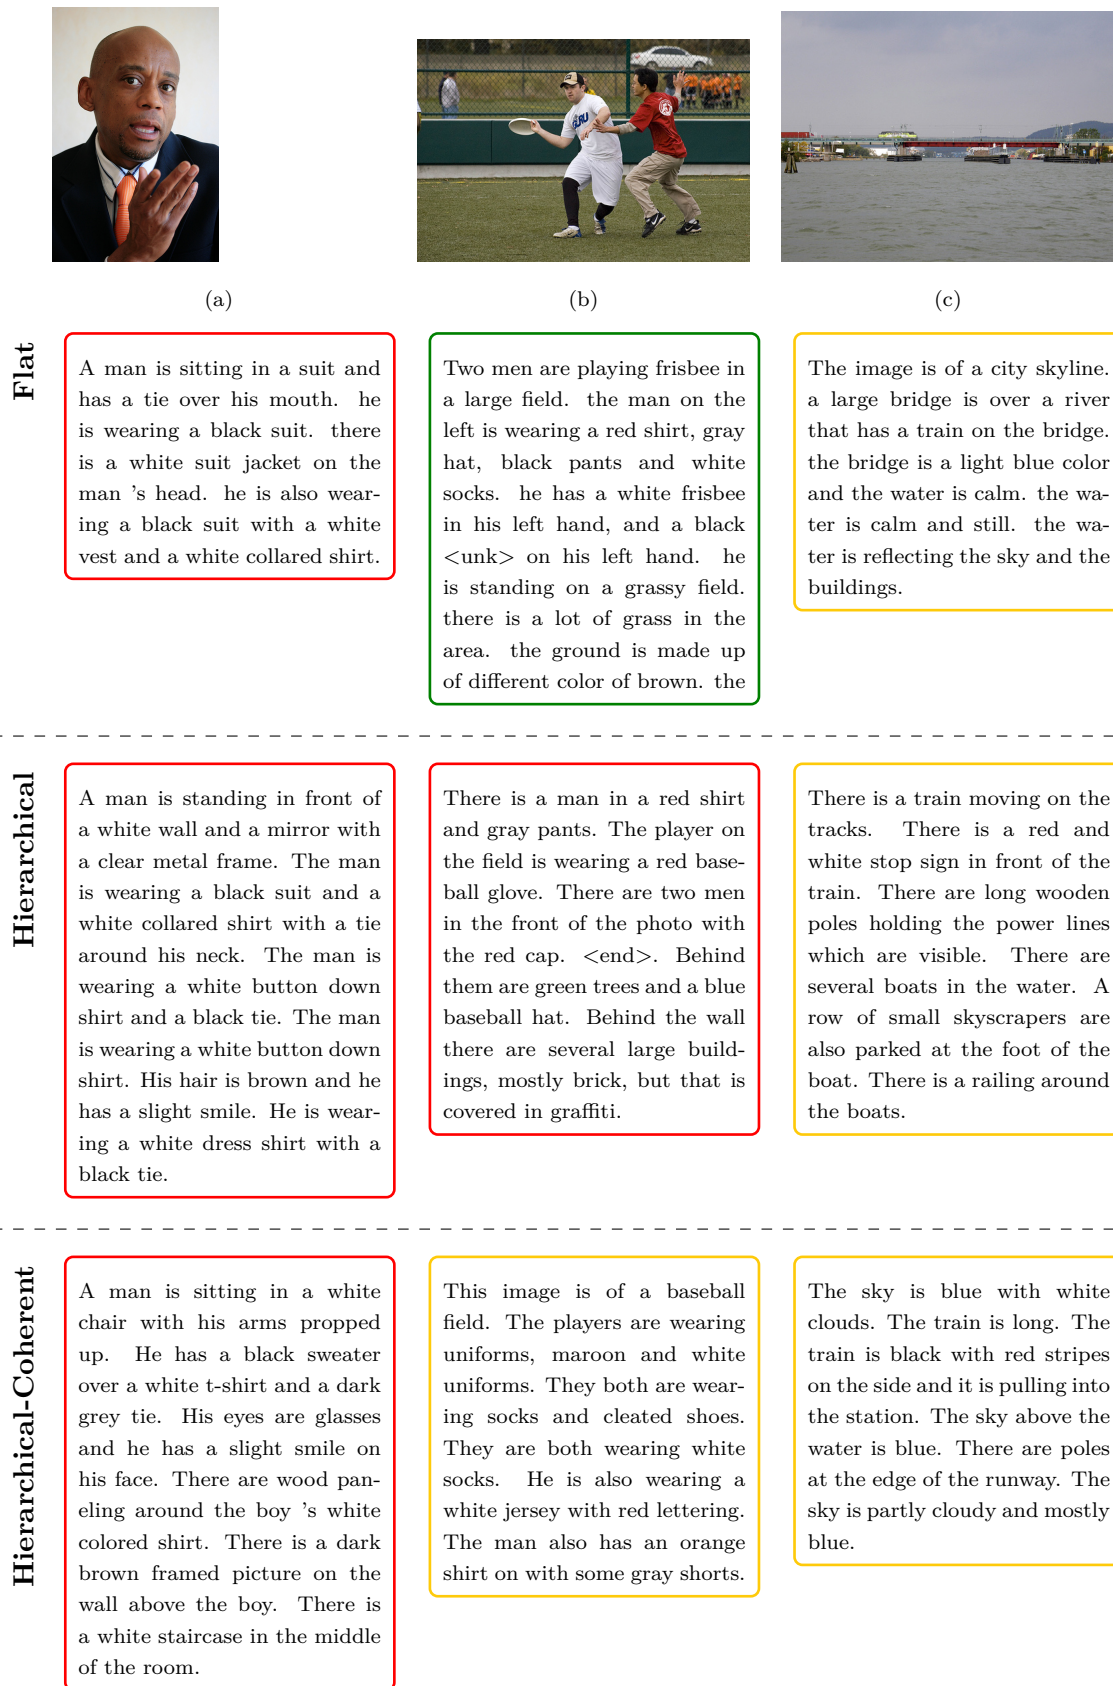 GURU
(a)
(b)
(c)
Flat
A man is sitting in a suit and
has a tie over his mouth. he
is wearing a black suit. there
is a white suit jacket on the
man 's head. he is also wear-
ing a black suit with a white
vest and a white collared shirt.
Two men are playing frisbee in
a large field. the man on the
left is wearing a red shirt, gray
hat, black pants and white
socks. he has a white frisbee
in his left hand, and a black
<unk> on his left hand. he
is standing on a grassy field.
there is a lot of grass in the
area. the ground is made up
of different color of brown. the
The image is of a city skyline.
a large bridge is over a river
that has a train on the bridge.
the bridge is a light blue color
and the water is calm. the wa-
ter is calm and still. the wa-
ter is reflecting the sky and the
buildings.
Hierarchical
A man is standing in front of
a white wall and a mirror with
a clear metal frame. The man
is wearing a black suit and a
white collared shirt with a tie
around his neck. The man is
wearing a white button down
shirt and a black tie. The man
is wearing a white button down
shirt. His hair is brown and he
has a slight smile. He is wear-
ing a white dress shirt with a
black tie.
There is a man in a red shirt
and gray pants. The player on
the field is wearing a red base-
ball glove. There are two men
in the front of the photo with
the red cap. <end>. Behind
them are green trees and a blue
baseball hat. Behind the wall
there are several large build-
ings, mostly brick, but that is
covered in graffiti.
There is a train moving on the
tracks. There is a red and
white stop sign in front of the
train. There are long wooden
poles holding the power lines
which are visible. There are
several boats in the water. A
row of small skyscrapers are
also parked at the foot of the
boat. There is a railing around
the boats.
Hierarchical-Coherent
A man is sitting in a white
chair with his arms propped
up. He has a black sweater
over a white t-shirt and a dark
grey tie. His eyes are glasses
and he has a slight smile on
his face. There are wood pan-
eling around the boy 's white
colored shirt. There is a dark
brown framed picture on the
wall above the boy. There is
a white staircase in the middle
of the room.
This image is of a baseball
field. The players are wearing
uniforms, maroon and white
uniforms. They both are wear-
ing socks and cleated shoes.
They are both wearing white
socks. He is also wearing a
white jersey with red lettering.
The man also has an orange
shirt on with some gray shorts.
The sky is blue with white
clouds. The train is long. The
train is black with red stripes
on the side and it is pulling into
the station. The sky above the
water is blue. There are poles
at the edge of the runway. The
sky is partly cloudy and mostly
blue.